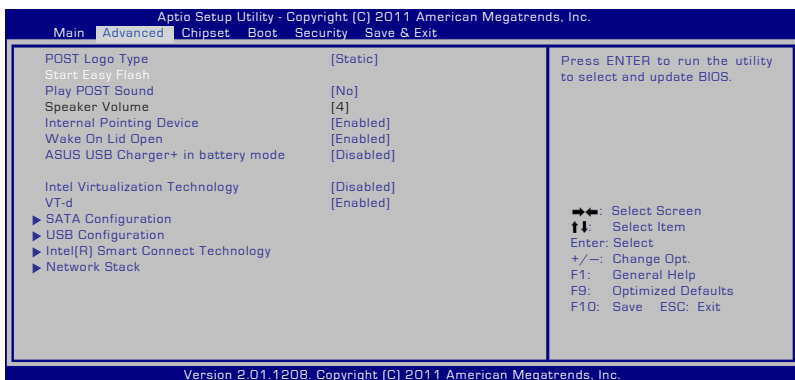 Aptio Setup Utility - Copyright (C) 2011 American Megatrends, Inc.
Main Advanced Chipset Boot Security Save & Exit
POST Logo Type [Static]
Start Easy Flash
Play POST Sound [No]
Speaker Volume [4]
Internal Pointing Device [Enabled]
Wake On Lid Open [Enabled]
ASUS USB Charger+ in battery mode [Disabled]
Intel Virtualization Technology [Disabled]
VT-d [Enabled]
SATA Configuration
USB Configuration
Intel(R) Smart Connect Technology
Network Stack
Press ENTER to run the utility
to select and update BIOS.
→←: Select Screen
↑↓: Select Item
Enter: Select
+/—: Change Opt.
F1: General Help
F9: Optimized Defaults
F10: Save ESC: Exit
Version 2.01.1208. Copyright (C) 2011 American Megatrends, Inc.